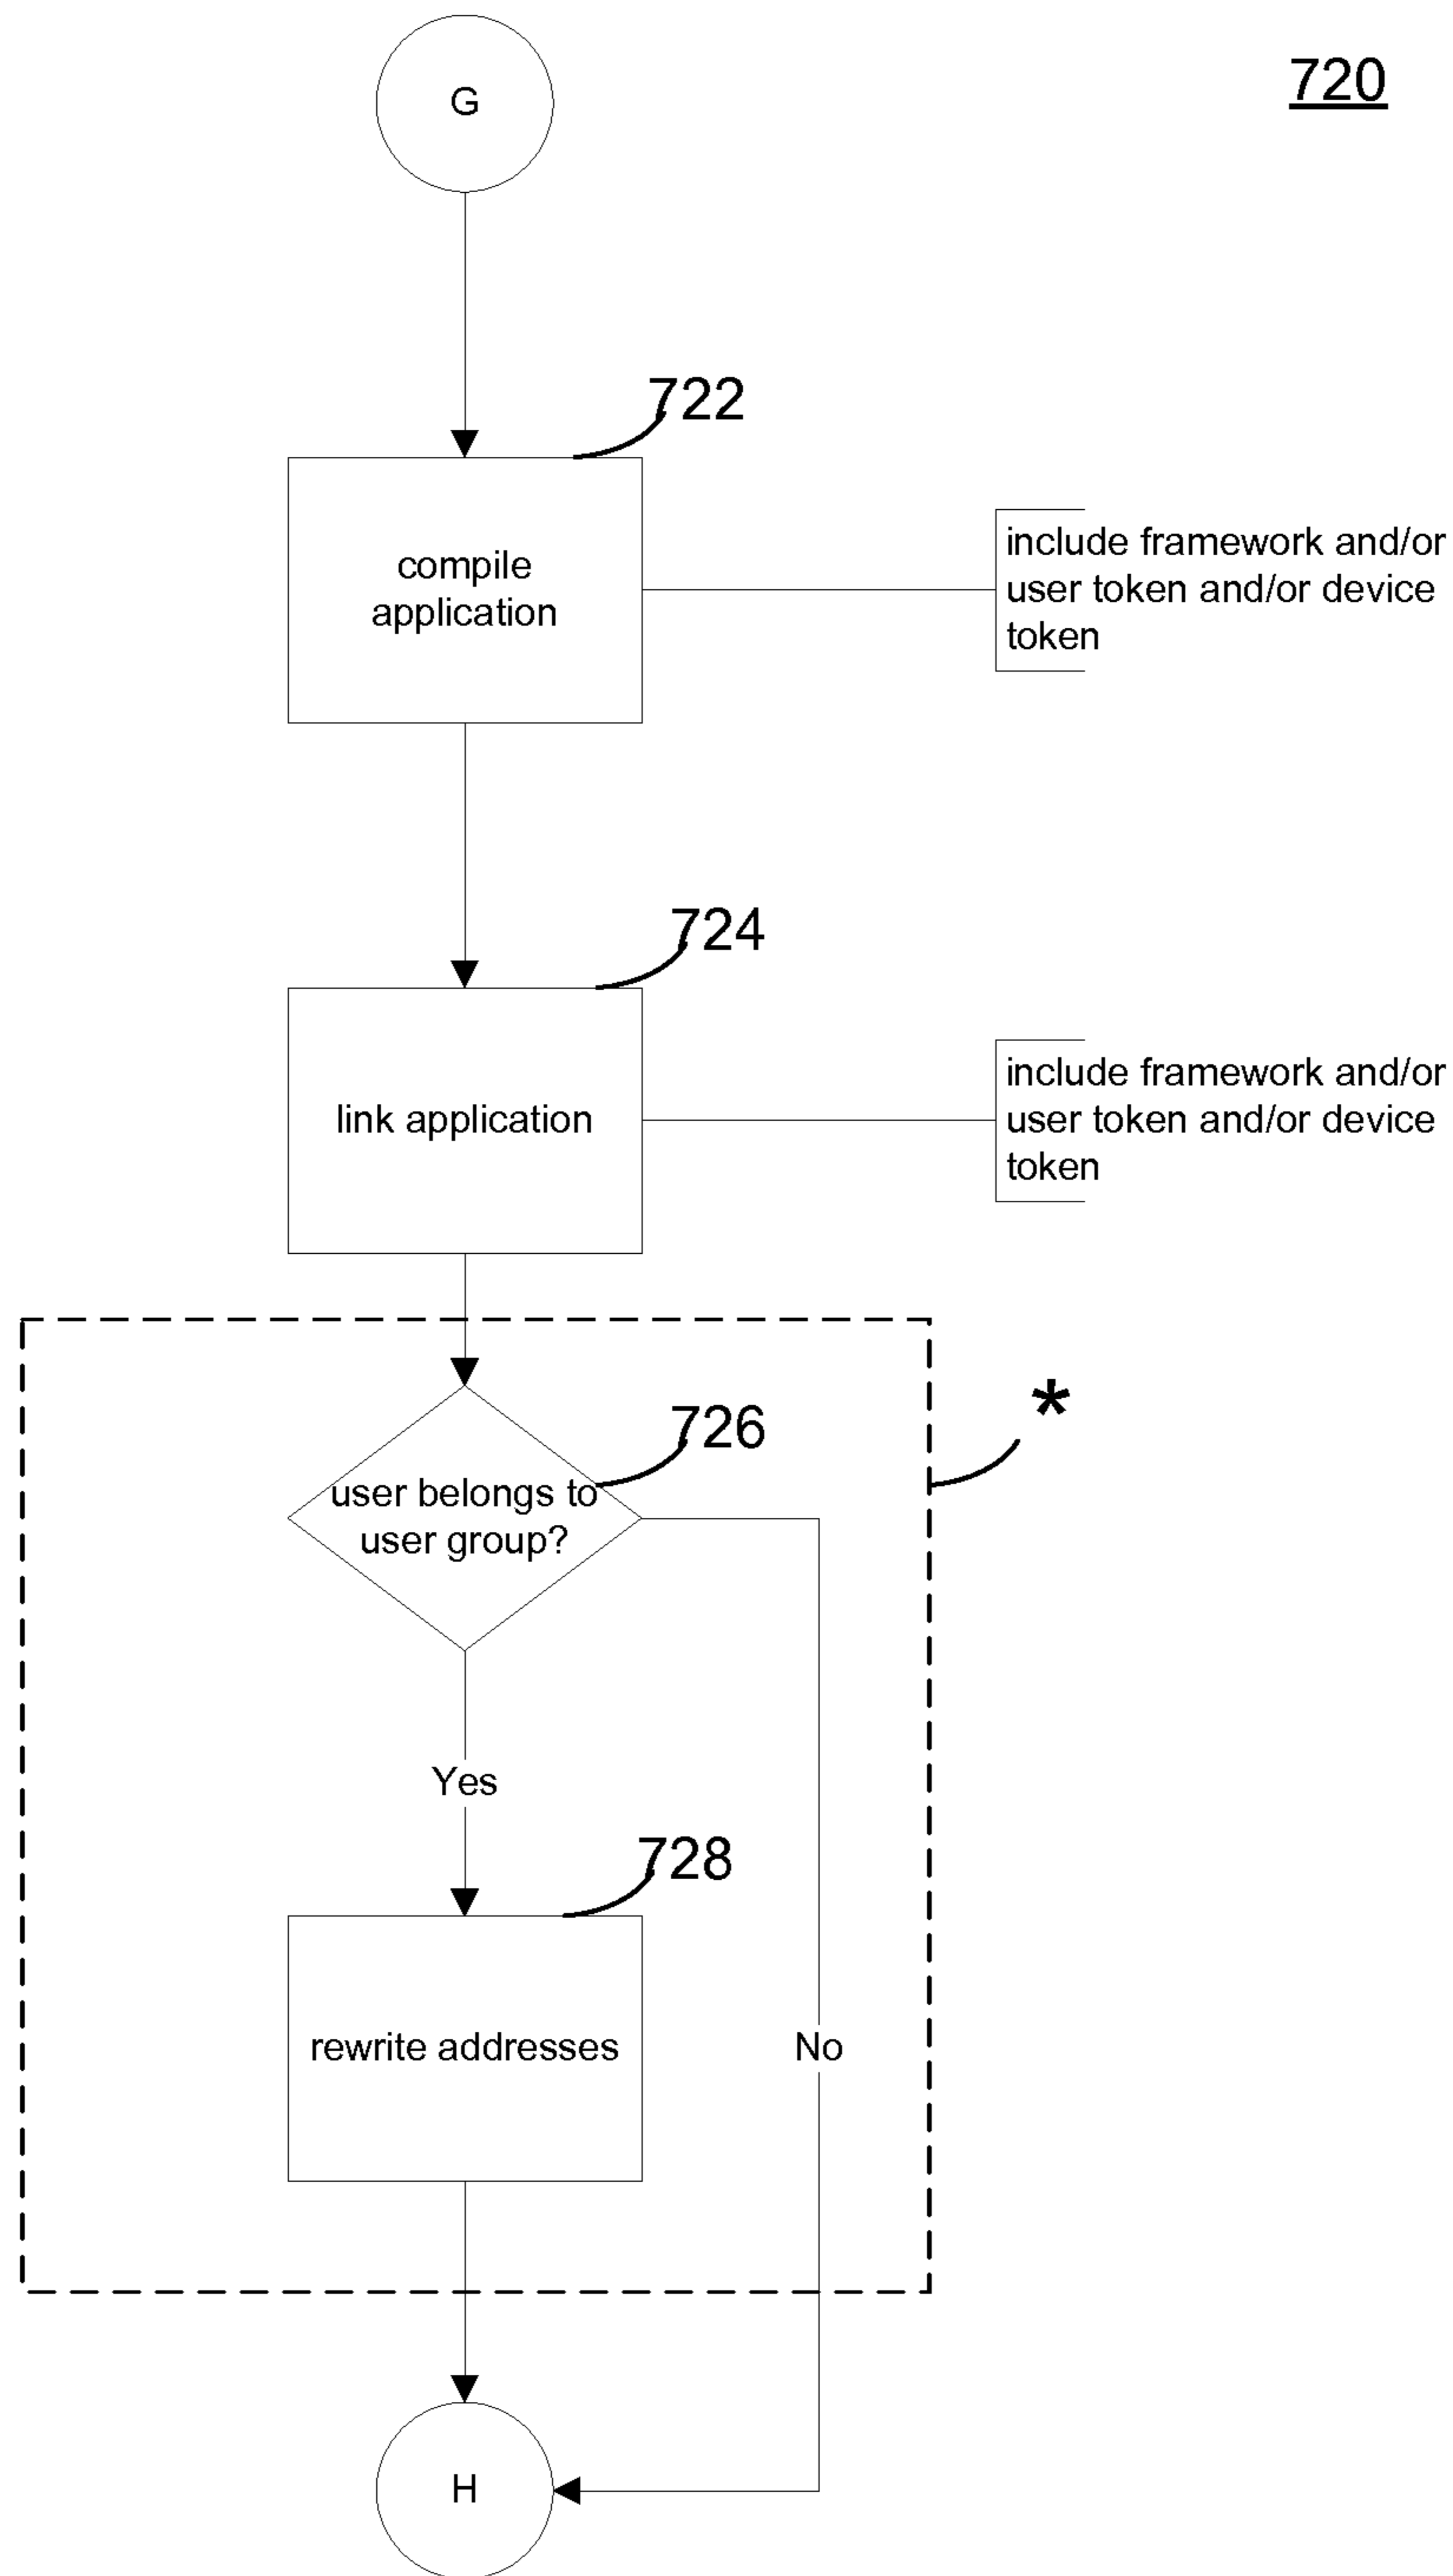 G
720
722
compile
application
include framework and/or
user token and/or device
token
724
link application
include framework and/or
user token and/or device
token
*
726
user belongs to
user group?
Yes
728
rewrite addresses
No
H